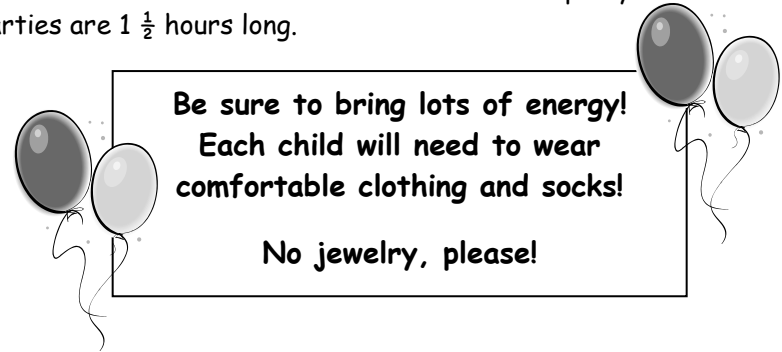 are 1 ½ hours long.
Be sure to bring lots of energy!
Each child will need to wear
comfortable clothing and socks!
No jewelry, please!